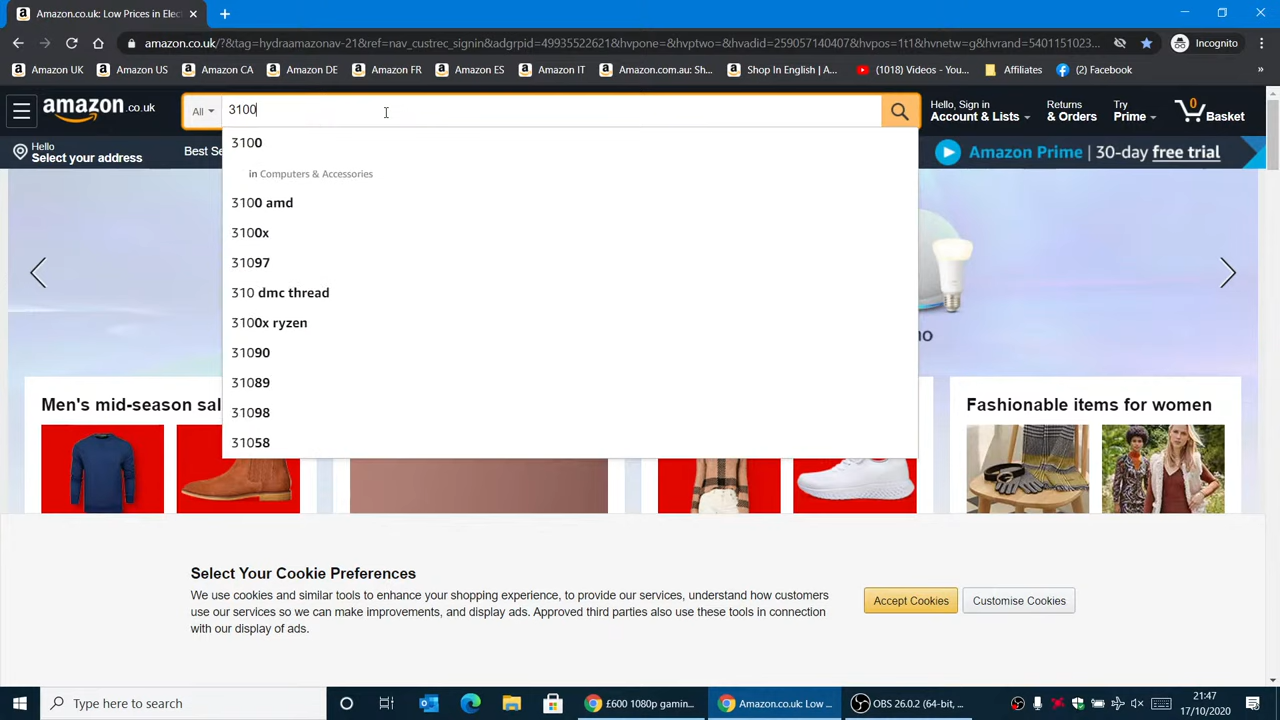 Amazon.co.uk: Low Prices in Elect
amazon.co.uk/?&tag=hydraamazonav-21&ref=nav_custrec_signin&adgrpid=49935522621&hvpone=&hvptwo=&hvadid=259057140407&hvpos=1t1&hvnetw=g&hvrand=5401151023...
Incognito
Amazon UK
Amazon US
Amazon CA
Amazon DE
Amazon FR
Amazon ES
Amazon IT
Amazon.com.au:
Shop In English | A...
(1018) Videos - You...
Affiliates
(2) Facebook
amazon.co.uk
All
3100
Hello, Sign in
Account & Lists
Try
Prime
Basket
Hello
Select your address
Best Se
Amazon Prime | 30-day free trial
3100
in Computers & Accessories
3100 amd
3100x
31097
310 dmc thread
3100x ryzen
31090
31089
31098
31058
no
Men's mid-season sal
Fashionable items for women
Select Your Cookie Preferences
We use cookies and similar tools to enhance your shopping experience, to provide our services, understand how customers
use our services so we can make improvements, and display ads. Approved third parties also use these tools in connection
with our display of ads.
Accept Cookies
Customise Cookies
Type here to search
£600 1080p gamin...
Amazon.co.uk: Low ...
OBS 26.0.2 (64-bit, ...
21:47
17/10/2020